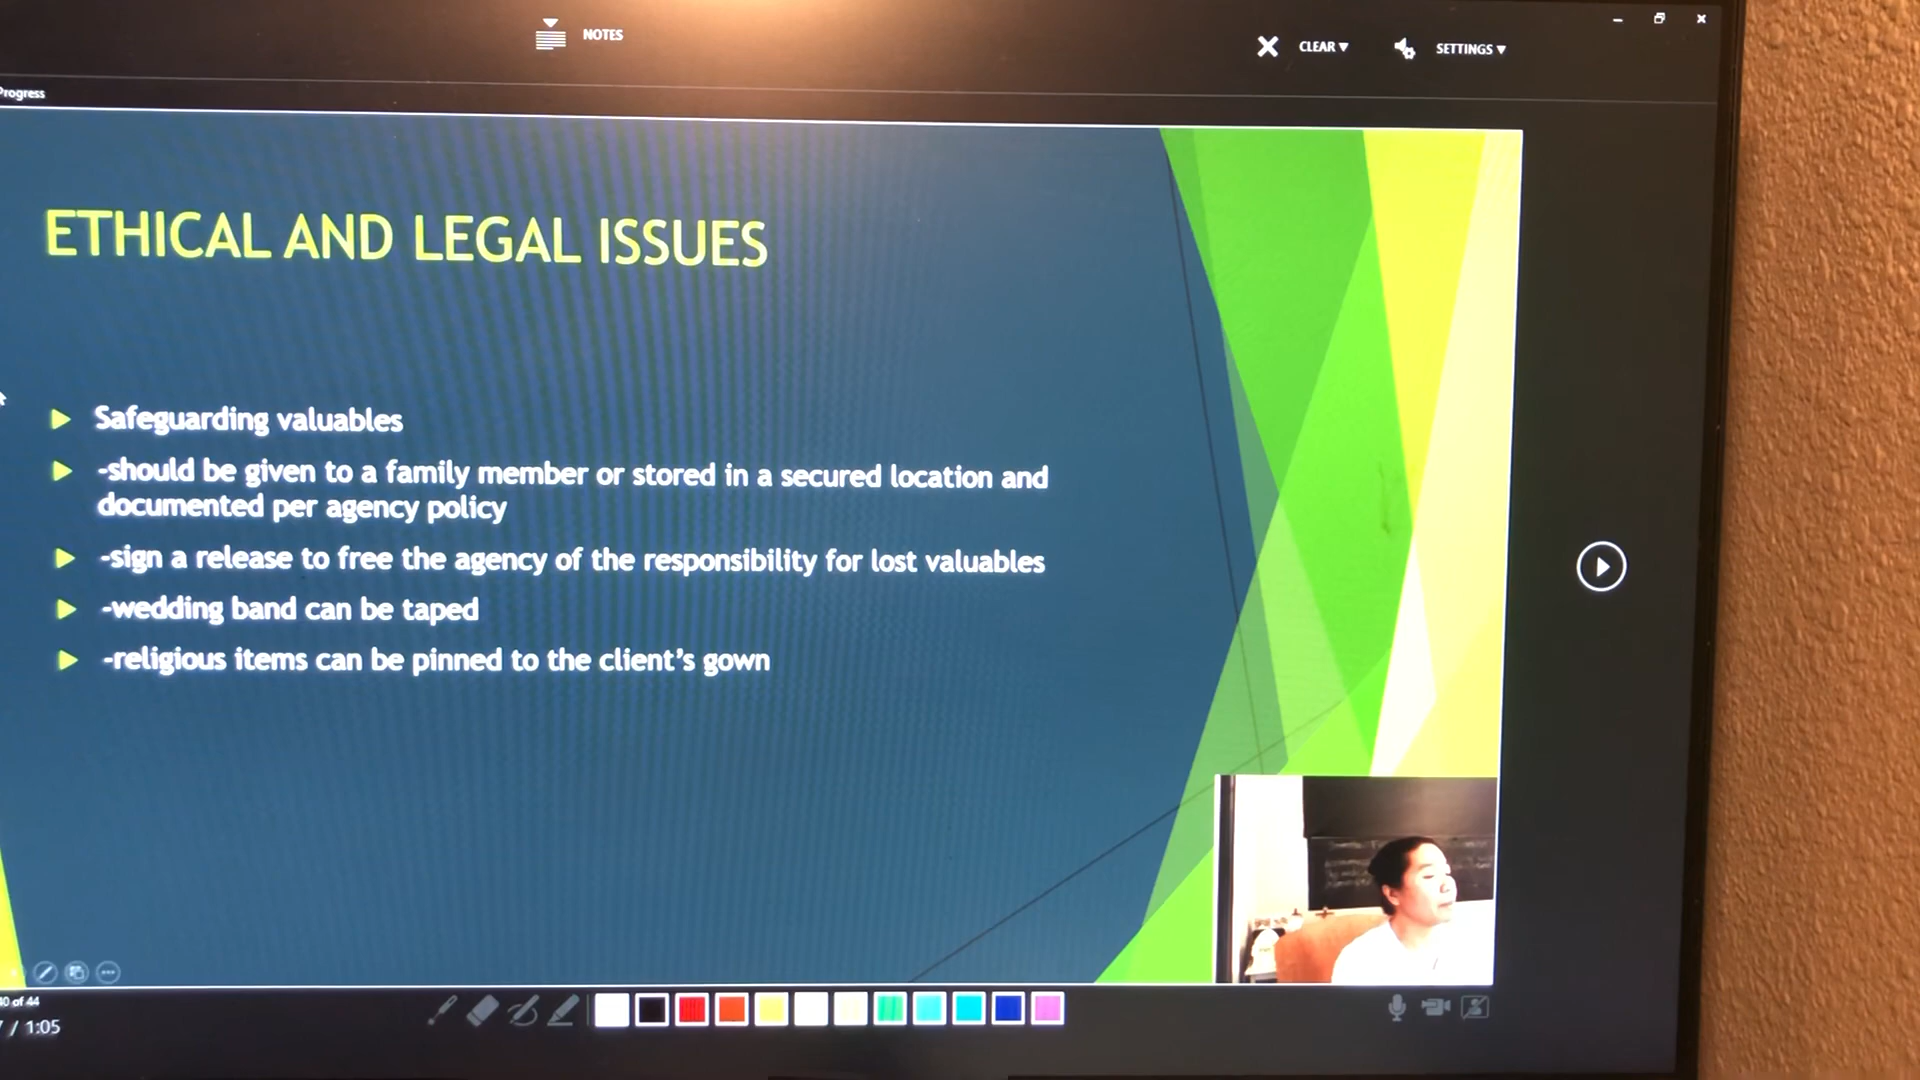 NOTES
CLEAR
SETTINGS
Progress
ETHICAL AND LEGAL ISSUES
Safeguarding valuables
-should be given to a family member or stored in a secured location and
documented per agency policy
-sign a release to free the agency of the responsibility for lost valuables
-wedding band can be taped
-religious items can be pinned to the client's gown
40 of 44
/ 1:05